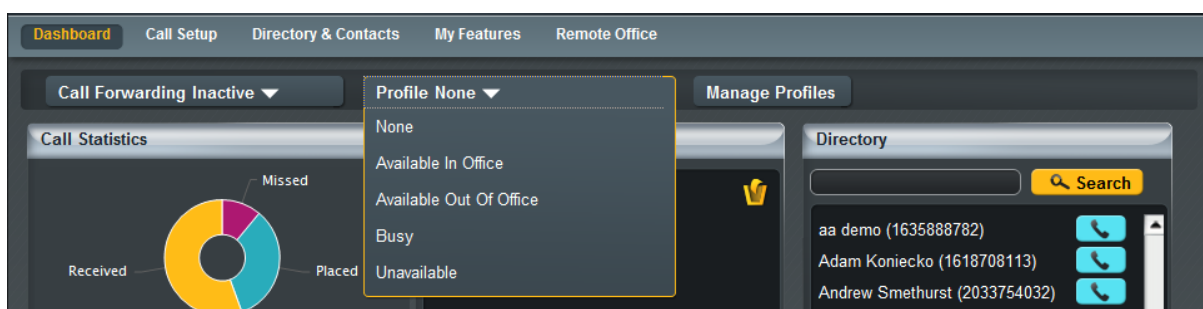 Dashboard Call Setup Directory & Contacts My Features Remote Office
Call Forwarding Inactive Profile None Manage Profiles
None
Available In Office
Available Out Of Office
Busy
Unavailable
Call Statistics
Missed
Received
Placed
Directory
Search
aa demo (1635888782)
Adam Koniecko (1618708113)
Andrew Smethurst (2033754032)